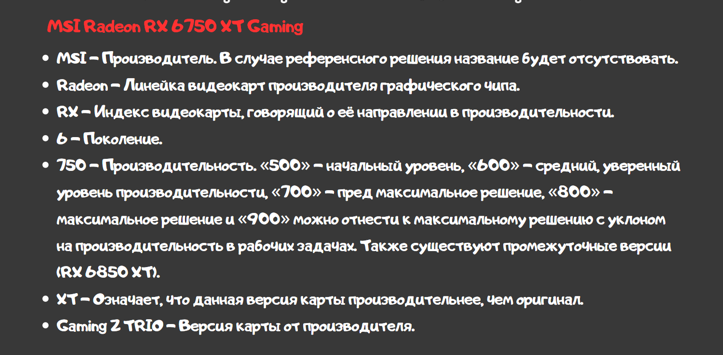 MSI Radeon RX 6750 XT Gaming
• MSI – Производитель. В случае референсного решения название будет отсутствовать.
• Radeon – Линейка видеокарт производителя графического чипа.
• RX – Индекс видеокарты, говорящий о её направлении в производительности.
• 6 – Поколение.
• 750 – Производительность. «500» – начальный уровень, «600» – средний, уверенный
уровень производительности, «700» – пред максимальное решение, «800» –
максимальное решение и «900» можно отнести к максимальному решению с уклоном
на производительность в рабочих задачах. Также существуют промежуточные версии
(RX 6850 XT).
• XT – Означает, что данная версия карты производительнее, чем оригинал.
• Gaming Z TRIO – Версия карты от производителя.